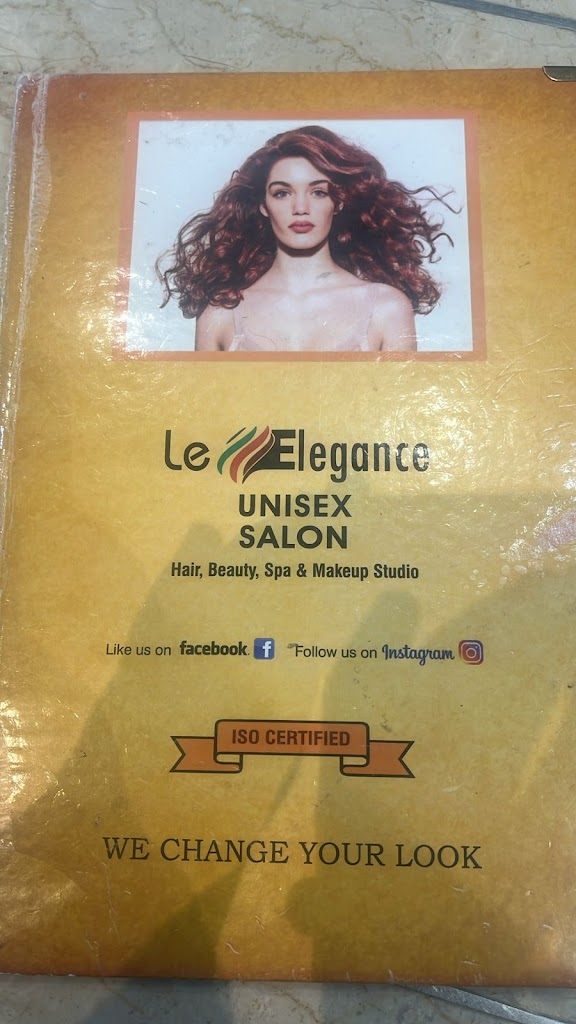 Le Elegance
UNISEX
SALON
Hair, Beauty, Spa & Makeup Studio
Like us on facebook. f Follow us on Instagram
ISO CERTIFIED
WE CHANGE YOUR LOOK